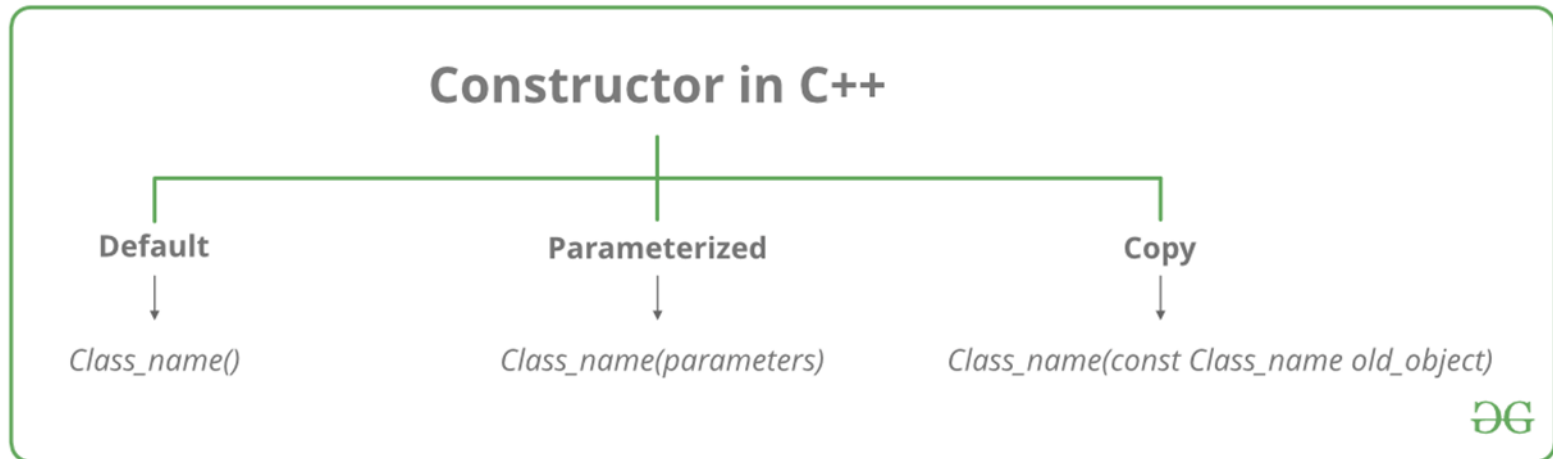 Constructor in C++
Default
Parameterized
Copy
Class_name()
Class_name(parameters)
Class_name(const Class_name old_object)